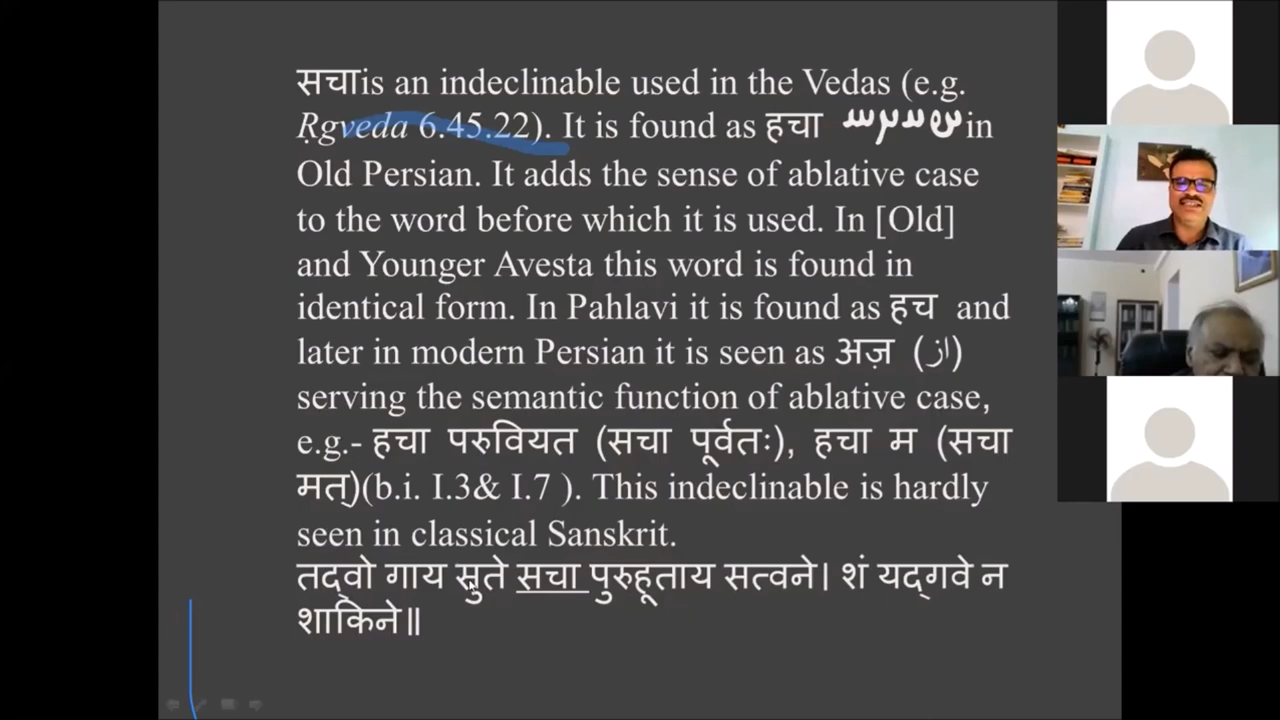 सचाis an indeclinable used in the Vedas (e.g.
Ṛgveda 6.45.22). It is found as हचा 𐬵𐬀𐬗𐬀 in
Old Persian. It adds the sense of ablative case
to the word before which it is used. In [Old]
and Younger Avesta this word is found in
identical form. In Pahlavi it is found as हच and
later in modern Persian it is seen as अज़ (از)
serving the semantic function of ablative case,
e.g.- हचा परुवियत (सचा पूर्वतः), हचा म (सचा
मत्)(b.i. I.3& I.7 ). This indeclinable is hardly
seen in classical Sanskrit.
तद्वो गाय सुते सचा पुरुहूताय सत्वने। शं यद्गवे न
शाकिने॥